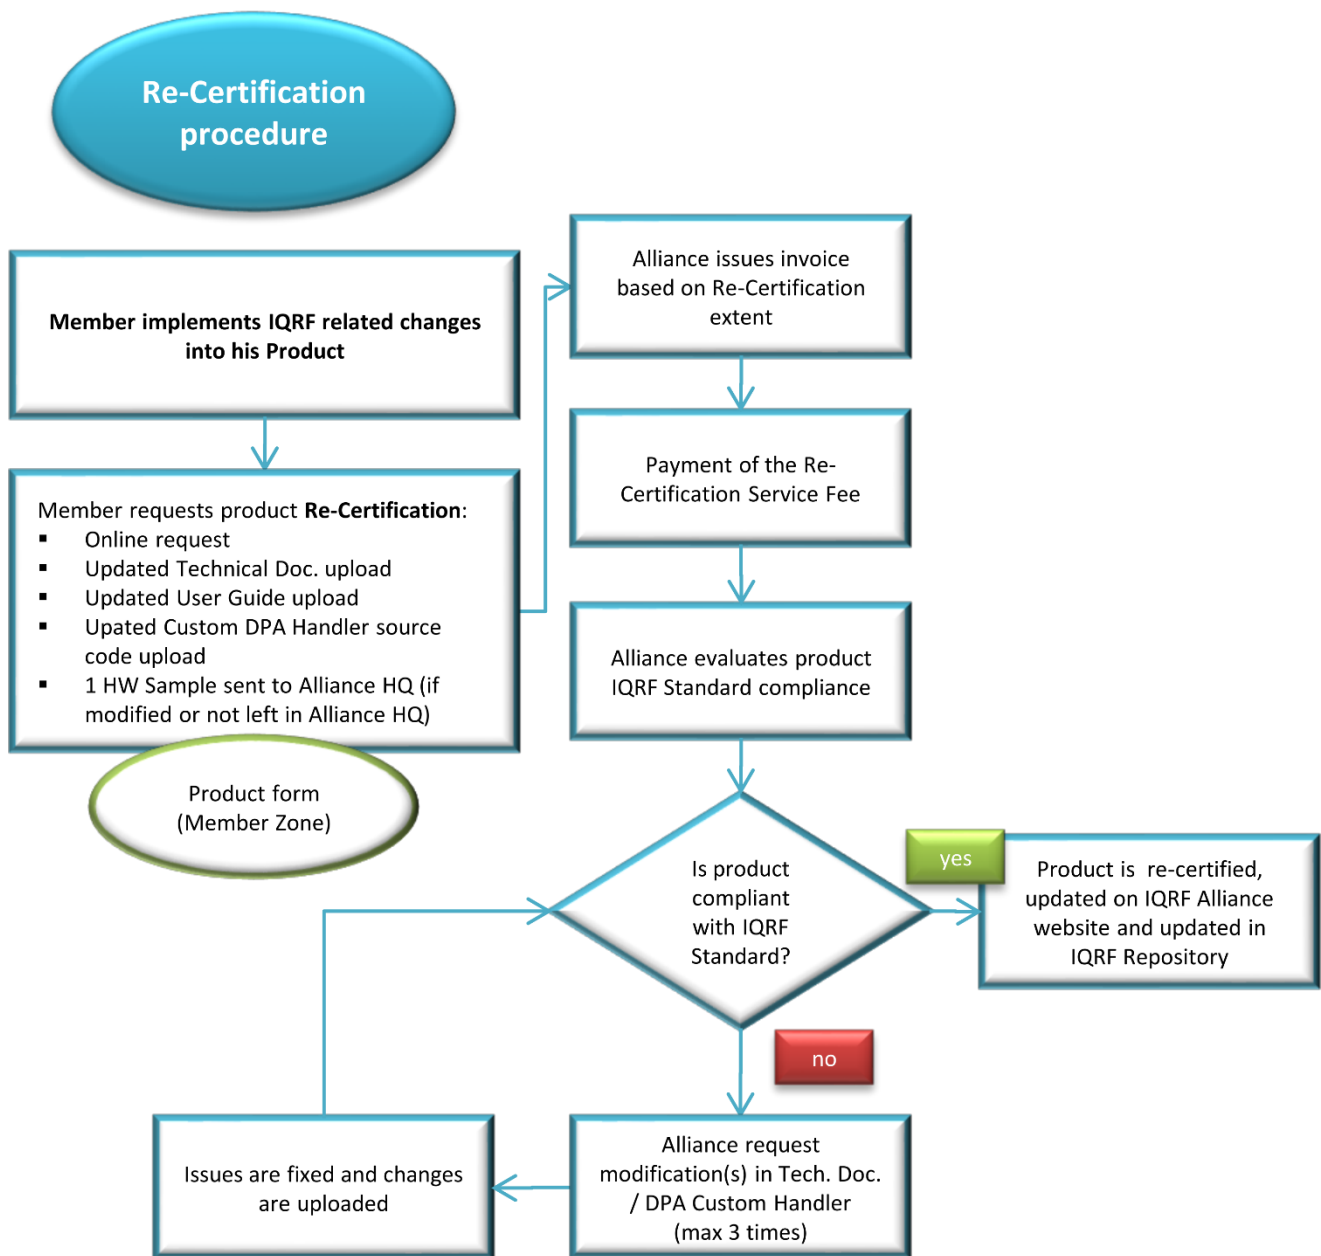 Re-Certification
procedure
Member implements IQRF related changes
into his Product
Member requests product Re-Certification:
▪ Online request
▪ Updated Technical Doc. upload
▪ Updated User Guide upload
▪ Upated Custom DPA Handler source
code upload
▪ 1 HW Sample sent to Alliance HQ (if
modified or not left in Alliance HQ)
Product form
(Member Zone)
Alliance issues invoice
based on Re-Certification
extent
Payment of the Re-
Certification Service Fee
Alliance evaluates product
IQRF Standard compliance
Is product
compliant
with IQRF
Standard?
yes
Product is re-certified,
updated on IQRF Alliance
website and updated in
IQRF Repository
no
Alliance request
modification(s) in Tech. Doc.
/ DPA Custom Handler
(max 3 times)
Issues are fixed and changes
are uploaded